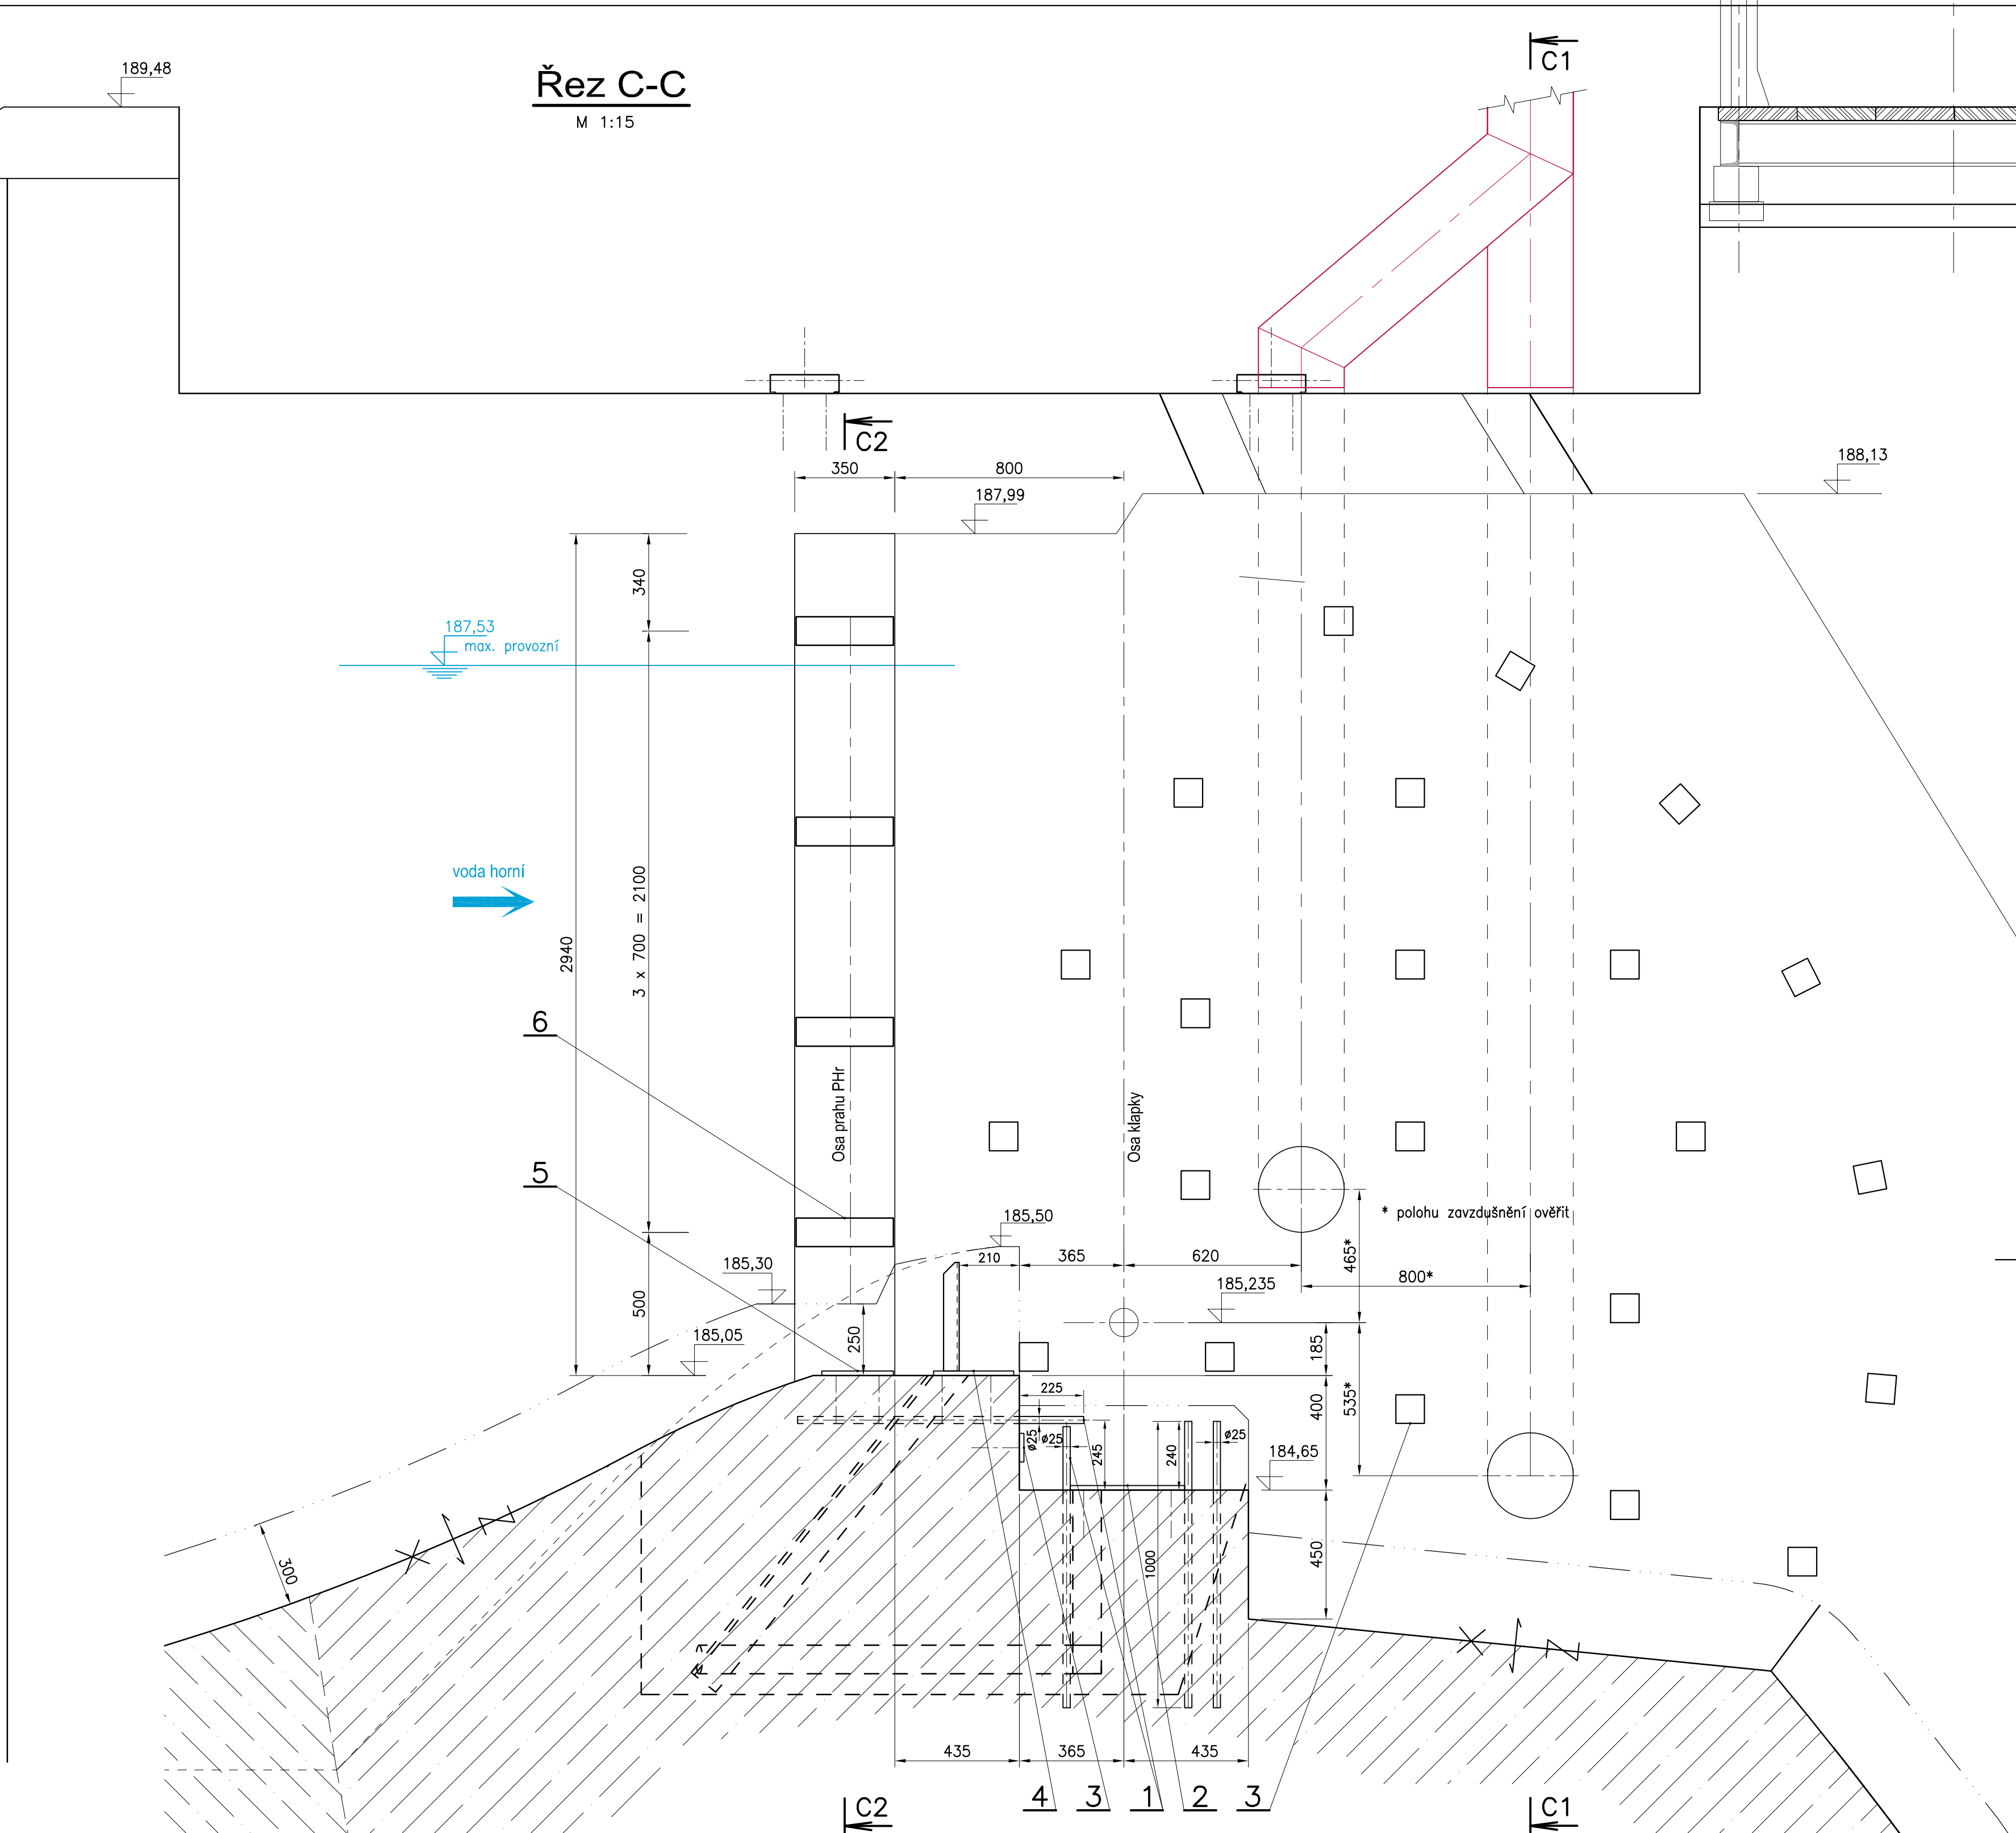 189,48
Řez C-C
M 1:15
C1
C2
350
800
187,99
188,13
340
187,53
max. provozní
voda horní
2940
3 x 700 = 2100
6
Osa prahu PHr
Osa klapky
5
* polohu zavzdušnění ověřit
185,50
210
365
620
465*
800*
185,30
185,235
500
250
185,05
185
225
400
535*
ø25
ø25
245
240
ø25
184,65
300
1000
450
435
365
435
4
3
1
2
3
C2
C1